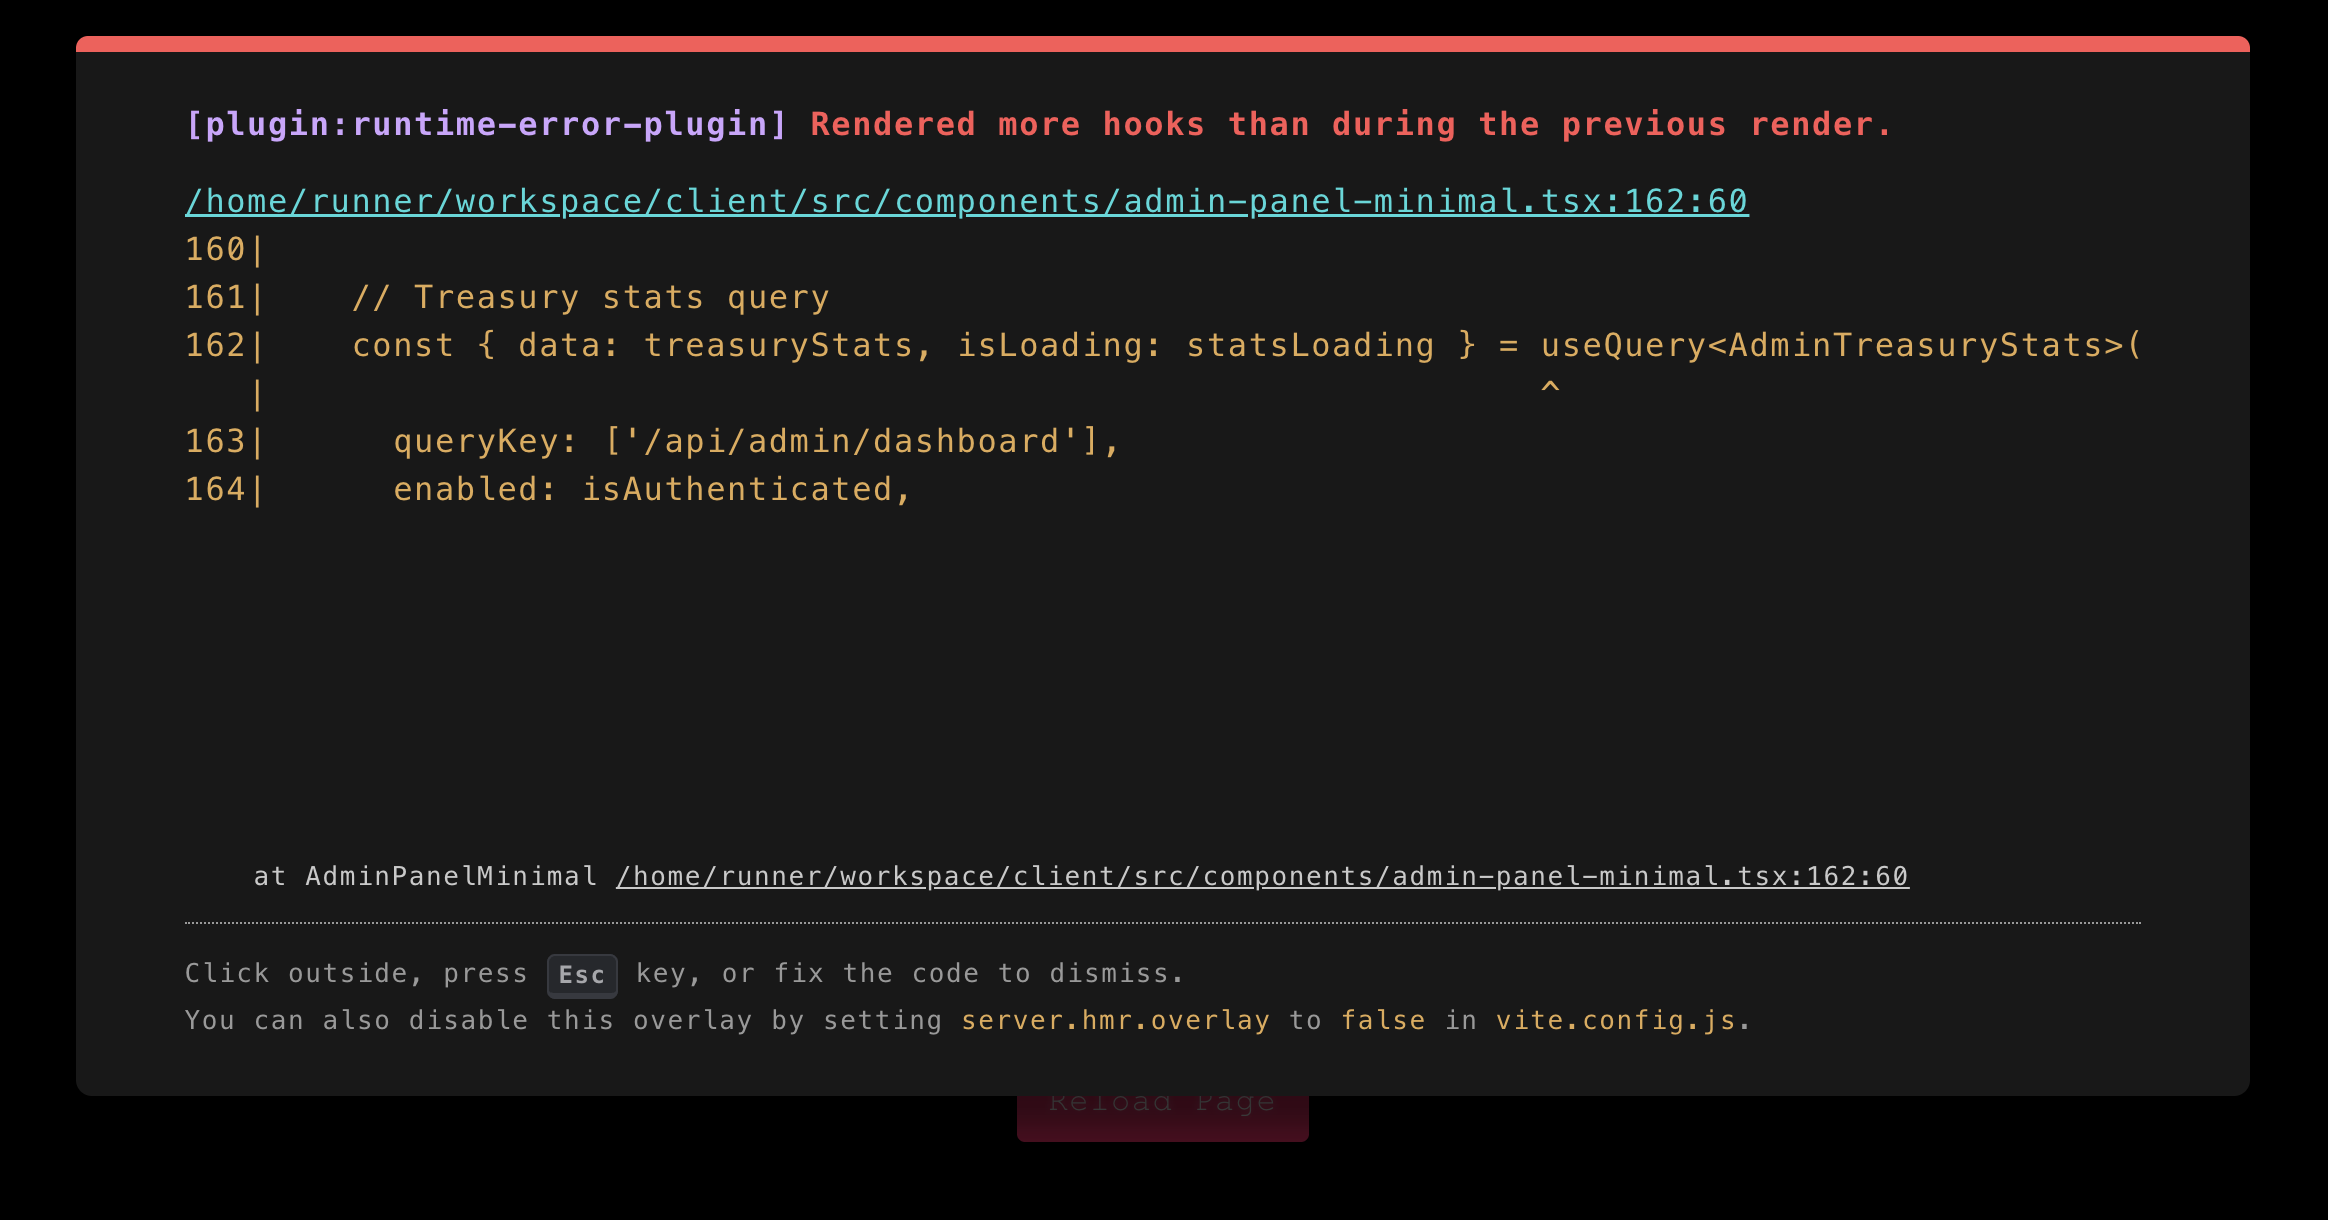 [plugin:runtime-error-plugin] Rendered more hooks than during the previous render.
/home/runner/workspace/client/src/components/admin-panel-minimal.tsx:162:60
160|
161|    // Treasury stats query
162|    const { data: treasuryStats, isLoading: statsLoading } = useQuery<AdminTreasuryStats>(
   |                                                             ^
163|      queryKey: ['/api/admin/dashboard'],
164|      enabled: isAuthenticated,
at AdminPanelMinimal /home/runner/workspace/client/src/components/admin-panel-minimal.tsx:162:60
Click outside, press Esc key, or fix the code to dismiss.
You can also disable this overlay by setting server.hmr.overlay to false in vite.config.js.
Reload Page